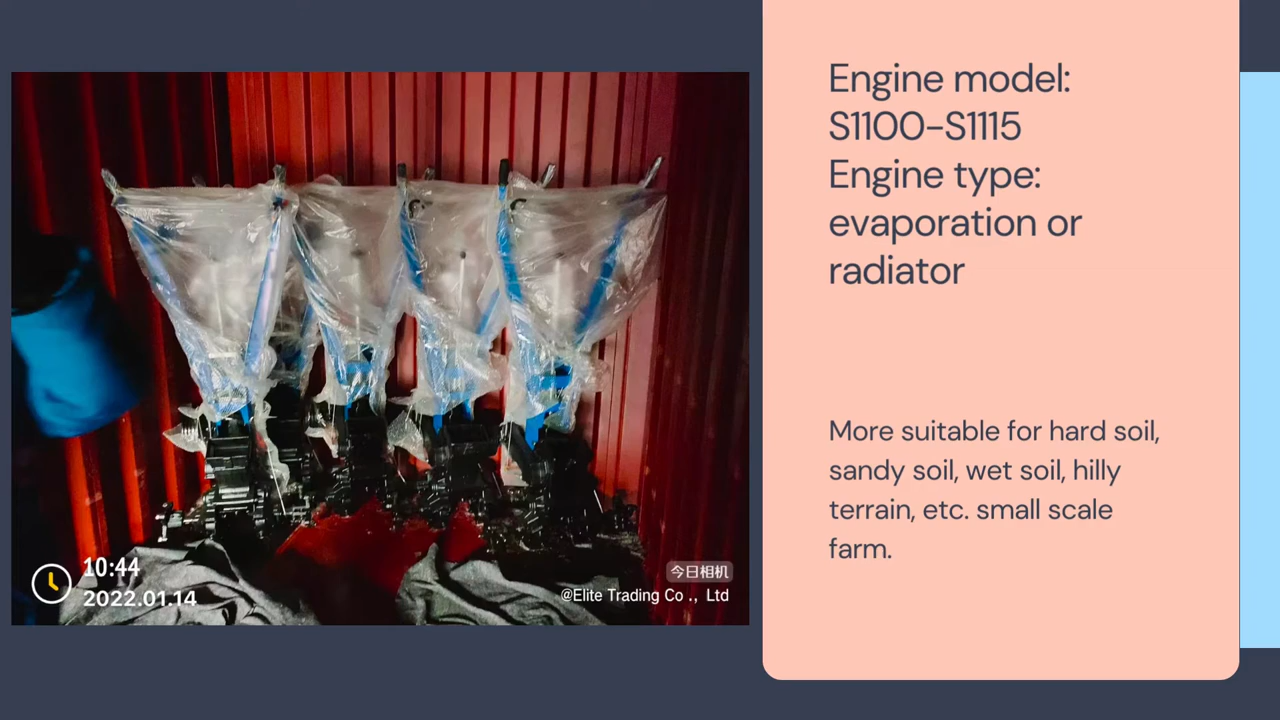 Engine model:
S1100-S1115
Engine type:
evaporation or
radiator
More suitable for hard soil,
sandy soil, wet soil, hilly
terrain, etc. small scale
farm.
10:44
2022.01.14
今日相机
@Elite Trading Co ., Ltd